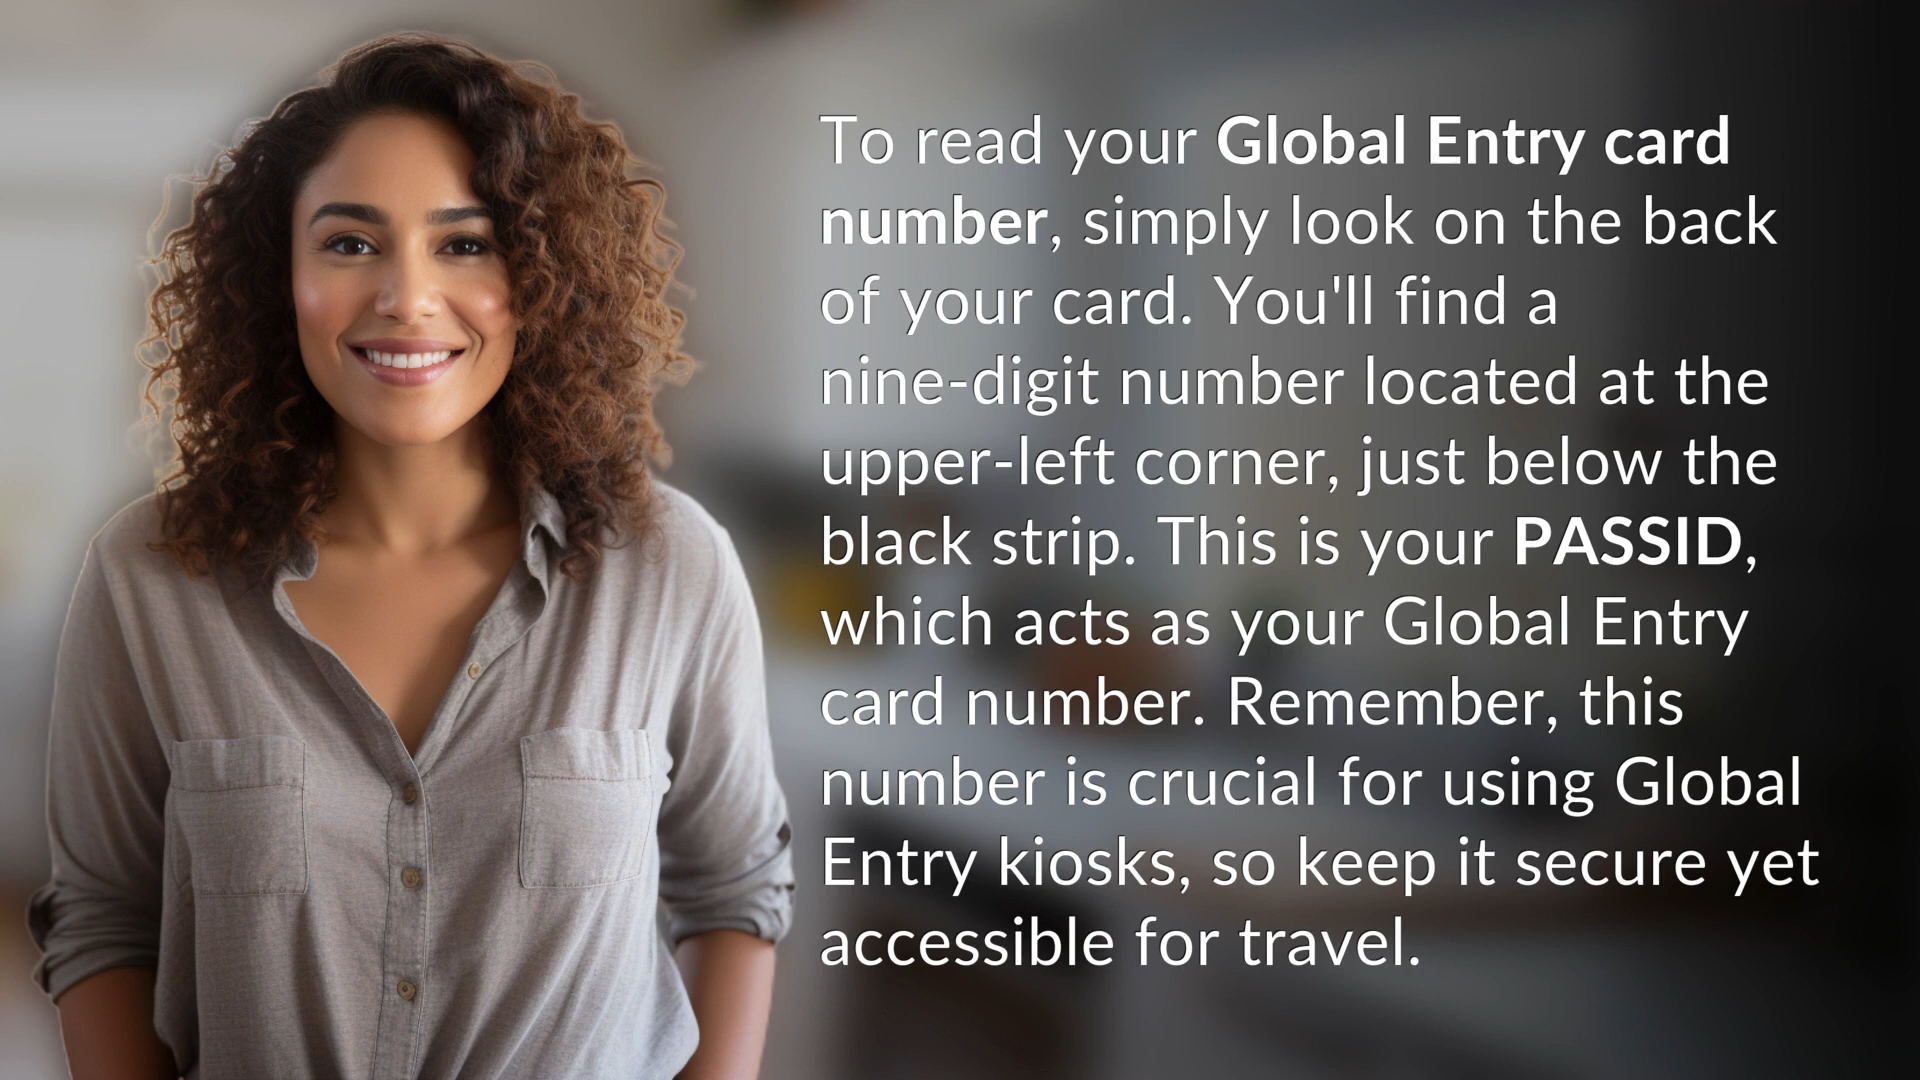 To read your Global Entry card
number, simply look on the back
of your card. You'll find a
nine-digit number located at the
upper-left corner, just below the
black strip. This is your PASSID,
which acts as your Global Entry
card number. Remember, this
number is crucial for using Global
Entry kiosks, so keep it secure yet
accessible for travel.